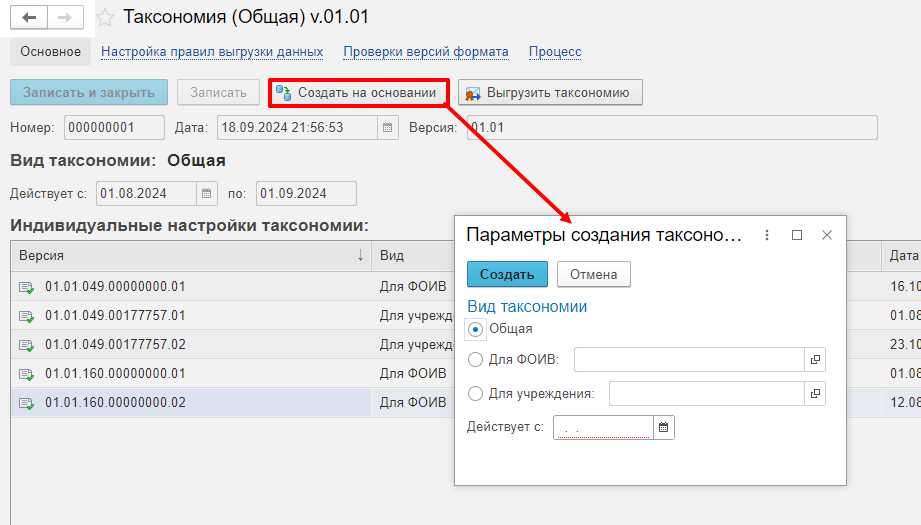 Таксономия (Общая) v.01.01
Основное Настройка правил выгрузки данных Проверки версий формата Процесс
Записать и закрыть Записать Создать на основании Выгрузить таксономию
Номер: 000000001 Дата: 18.09.2024 21:56:53 Версия: 01.01
Вид таксономии: Общая
Действует с: 01.08.2024 по: 01.09.2024
Индивидуальные настройки таксономии:
Версия ↓ Вид Дата
01.01.049.00000000.01 Для ФОИВ 16.10
01.01.049.00177757.01 Для учрежд 01.08
01.01.049.00177757.02 Для учрежд 23.10
01.01.160.00000000.01 Для ФОИВ 01.08
01.01.160.00000000.02 Для ФОИВ 12.08
Параметры создания таксоно...
Создать Отмена
Вид таксономии
Общая
Для ФОИВ:
Для учреждения:
Действует с: . .